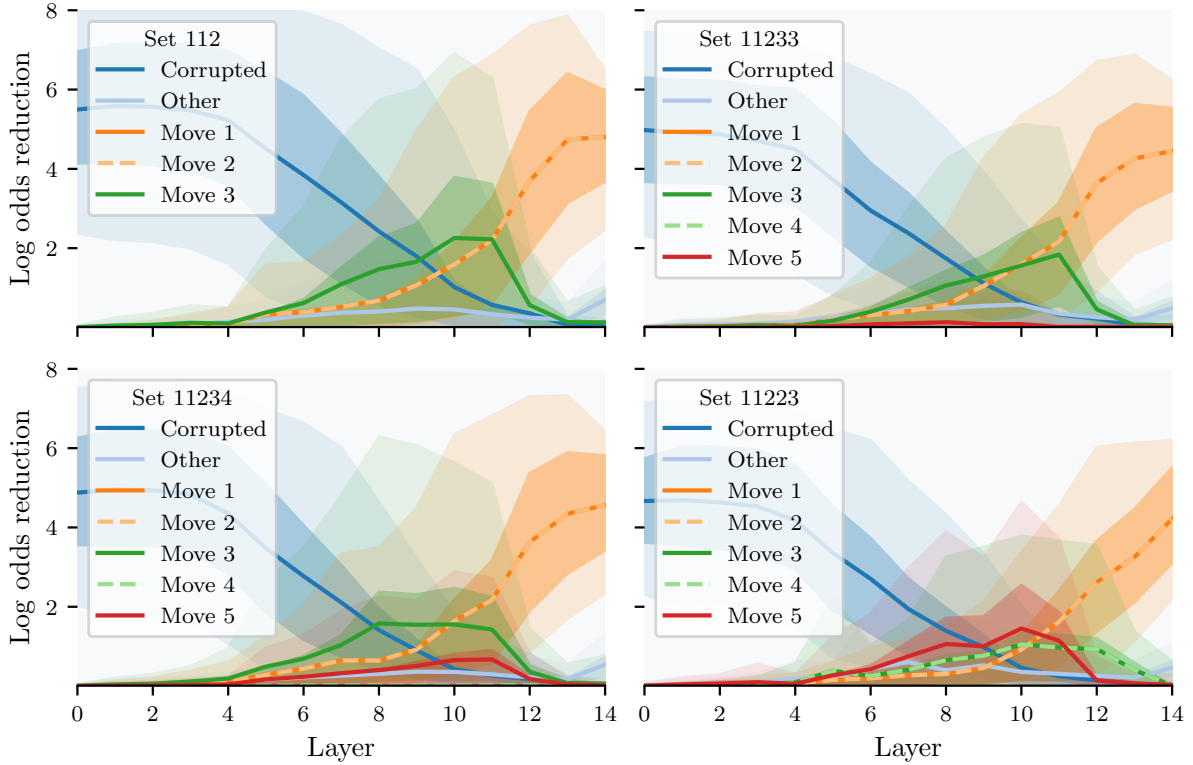 8
6
4
2
Log odds reduction
Set 112
Corrupted
Other
Move 1
Move 2
Move 3
Set 11233
Corrupted
Other
Move 1
Move 2
Move 3
Move 4
Move 5
8
6
4
2
Log odds reduction
Set 11234
Corrupted
Other
Move 1
Move 2
Move 3
Move 4
Move 5
0 2 4 6 8 10 12 14
Layer
Set 11223
Corrupted
Other
Move 1
Move 2
Move 3
Move 4
Move 5
0 2 4 6 8 10 12 14
Layer